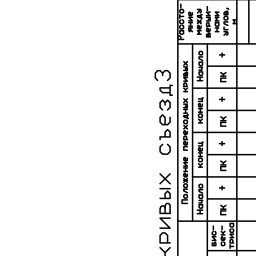 кривых съезд3
Биссектриса
Положение переходных кривых
Начало
конец
конец
Начало
ПК
+
ПК
+
ПК
+
ПК
+
Расстояние между вершинами углов, м